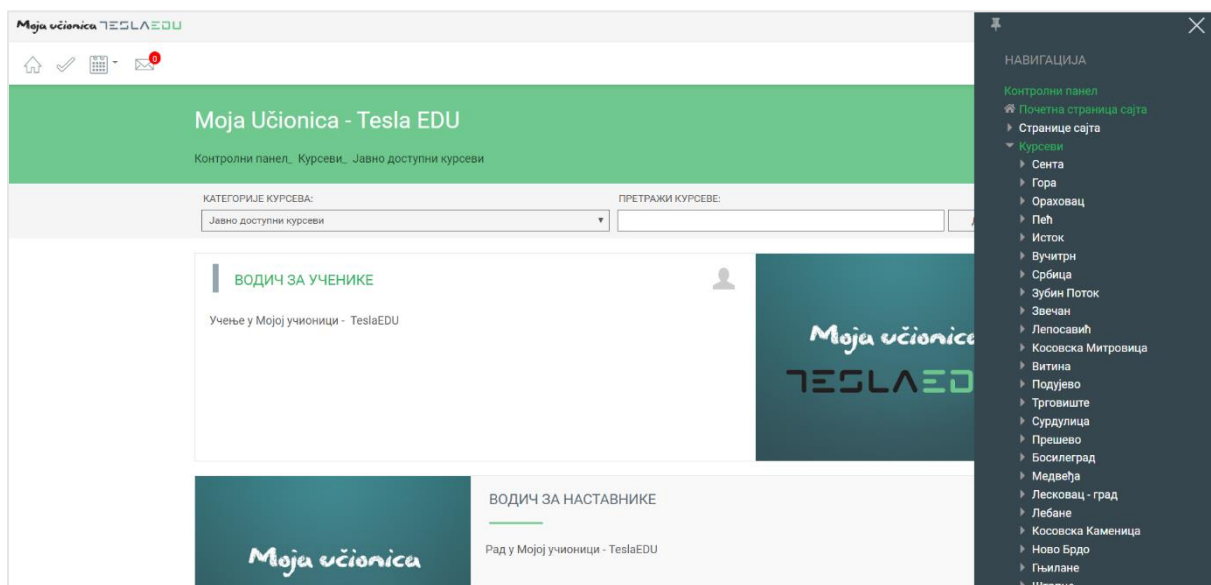 Moja učionica TESLAEDU
0
Moja Učionica - Tesla EDU
Контролни панел_ Курсеви_ Јавно доступни курсеви
КАТЕГОРИЈЕ КУРСЕВА:
Јавно доступни курсеви
ПРЕТРАЖИ КУРСЕВЕ:
ВОДИЧ ЗА УЧЕНИКЕ
Учење у Мојој учионици - TeslaEDU
Moja učionice
TESLAED
Moja učionica
ВОДИЧ ЗА НАСТАВНИКЕ
Рад у Мојој учионици - TeslaEDU
НАВИГАЦИЈА
Контролни панел
Почетна страница сајта
Странице сајта
Курсеви
Сента
Гора
Ораховац
Пећ
Исток
Вучитрн
Србица
Зубин Поток
Звечан
Лепосавић
Косовска Митровица
Витина
Подујево
Трговиште
Сурдулица
Прешево
Босилеград
Медвеђа
Лесковац - град
Лебане
Косовска Каменица
Ново Брдо
Гњилане